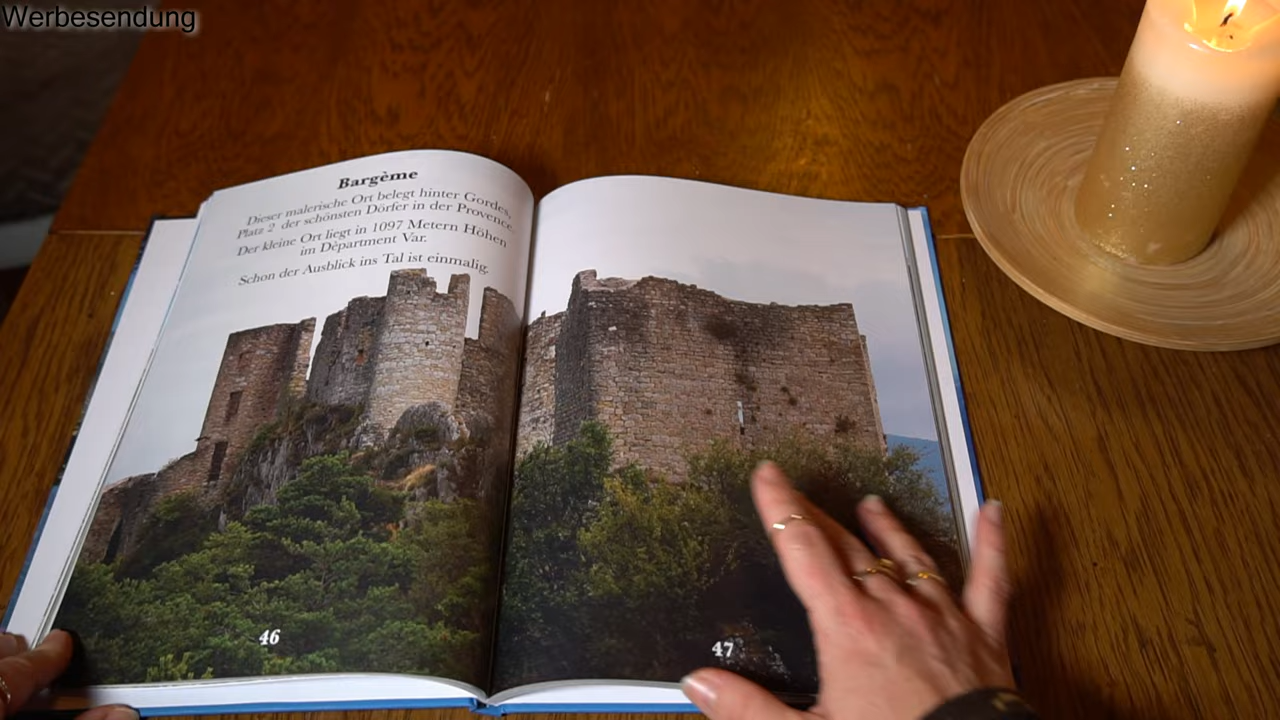 Werbesendung
Bargème
Dieser malerische Ort belegt hinter Gordes,
Platz 2 der schönsten Dörfer in der Provence.
Der kleine Ort liegt in 1097 Metern Höhen
im Dèpartment Var.
Schon der Ausblick ins Tal ist einmalig.
46
47